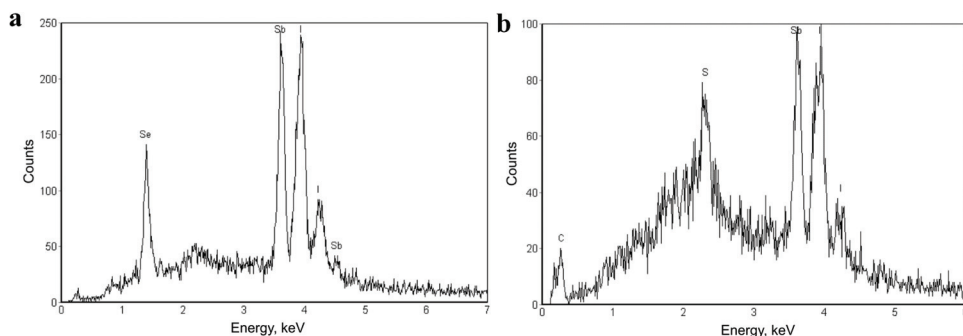 a
b
250
200
150
100
50
0
Counts
Se
Sb
I
I
Sb
0 1 2 3 4 5 6 7
Energy, keV
100
80
60
40
20
0
Counts
C
S
Sb
I
I
0 1 2 3 4 5
Energy, keV